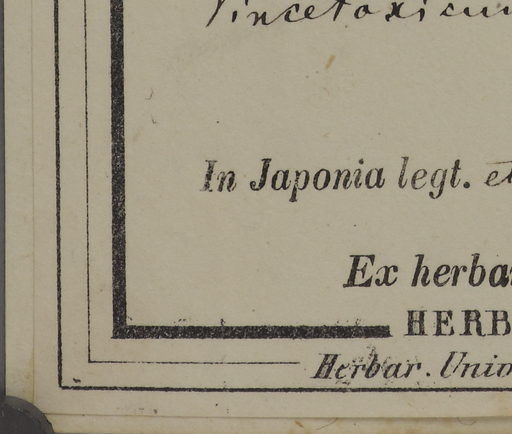 Vincetoxicum
In Japonia legt. et
Ex herba
HERB
Herbar. Univ